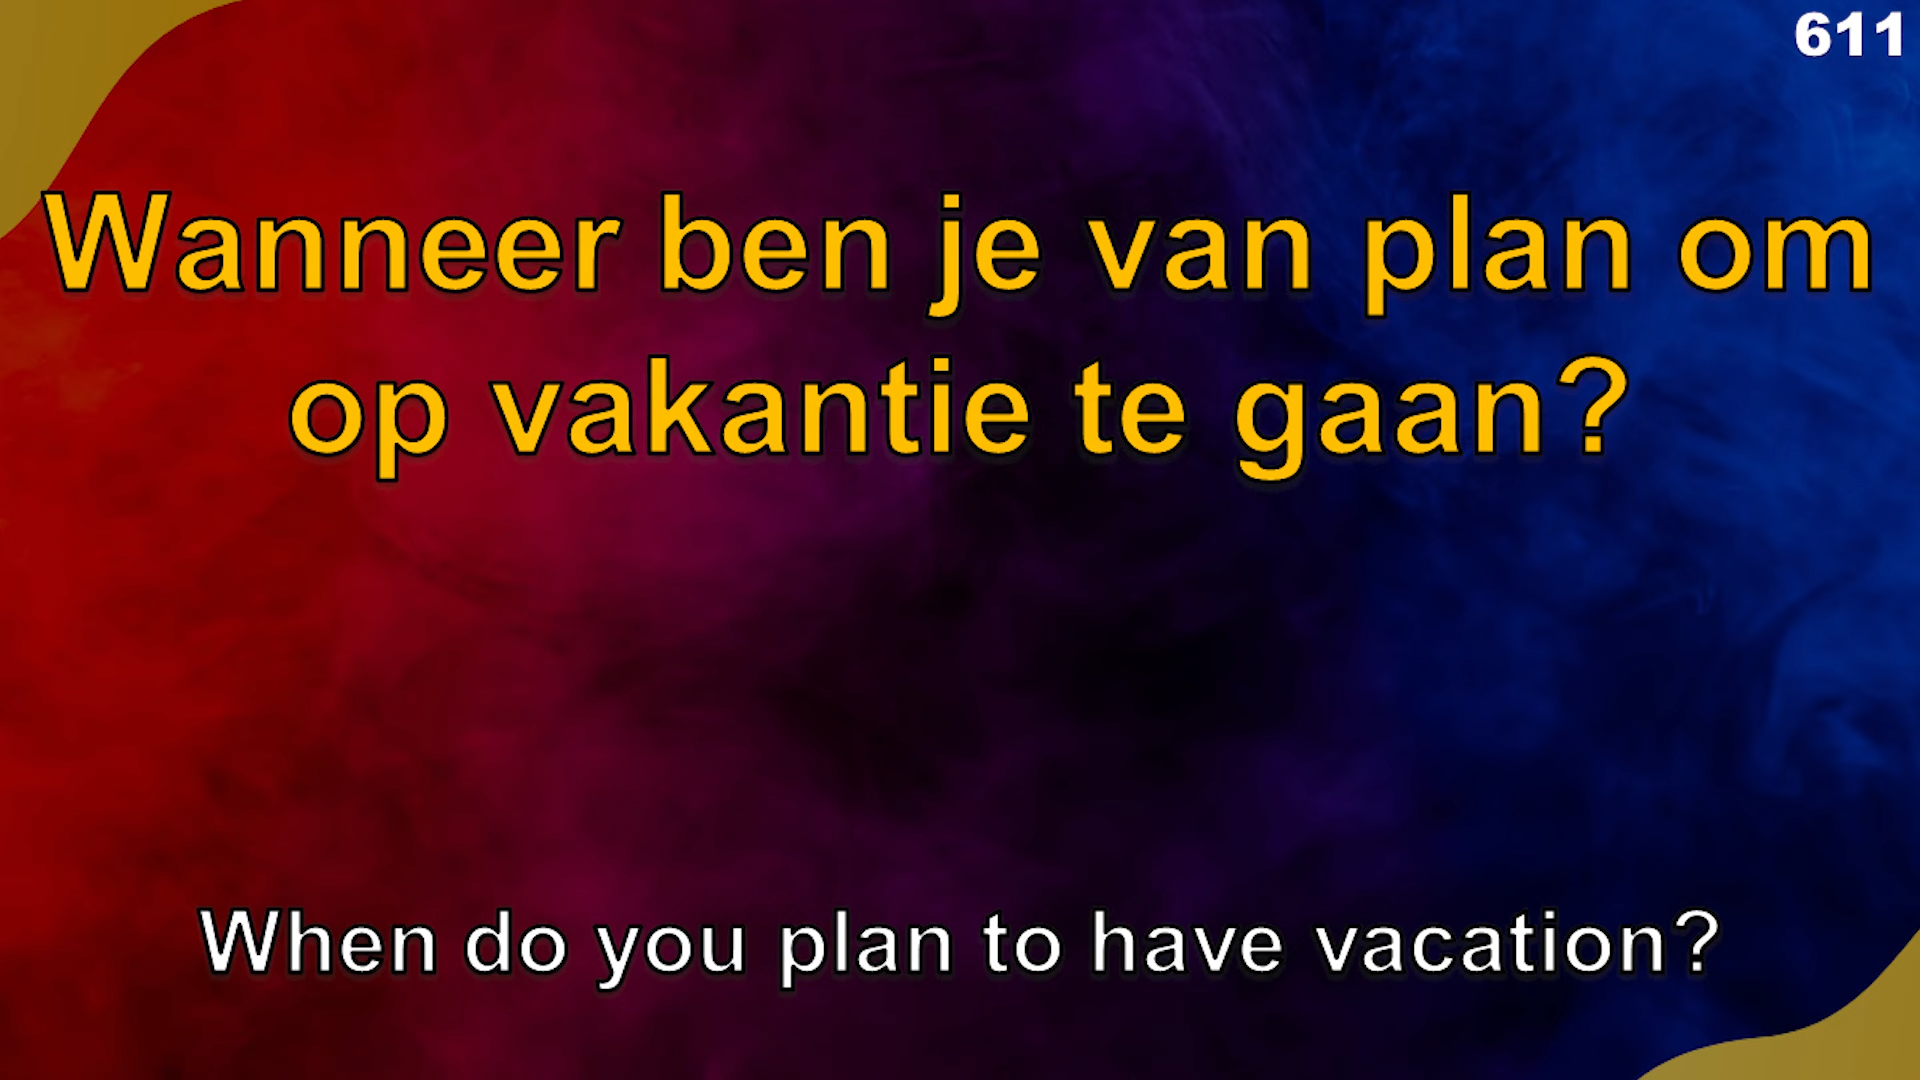 611
Wanneer ben je van plan om
op vakantie te gaan?
When do you plan to have vacation?